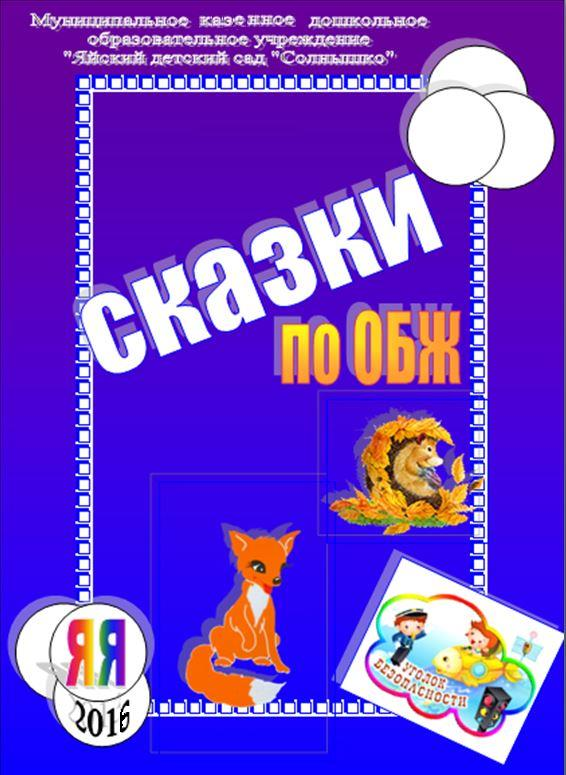 Муниципальное казенное дошкольное
образовательное учреждение
"Яйский детский сад "Солнышко"
сказки
по ОБЖ
УГОЛОК
БЕЗОПАСНОСТИ
ЯЯ
2016